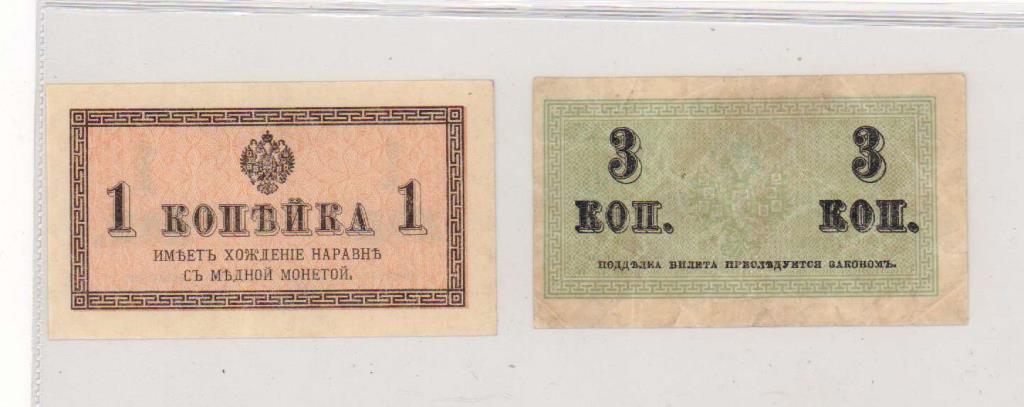 1 КОПѢЙКА 1
ИМѢЕТЪ ХОЖДЕНІЕ НАРАВНѢ
СЪ МѢДНОЙ МОНЕТОЙ.
3 3
КОП. КОП.
ПОДДѢЛКА БИЛЕТА ПРЕСЛѢДУЕТСЯ ЗАКОНОМЪ.